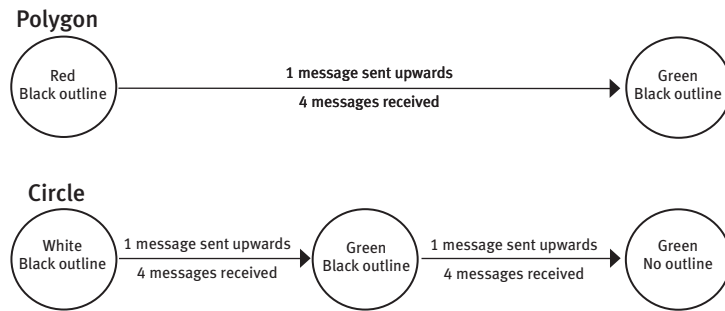 Polygon
Red
Black outline
1 message sent upwards
4 messages received
Green
Black outline
Circle
White
Black outline
1 message sent upwards
4 messages received
Green
Black outline
1 message sent upwards
4 messages received
Green
No outline